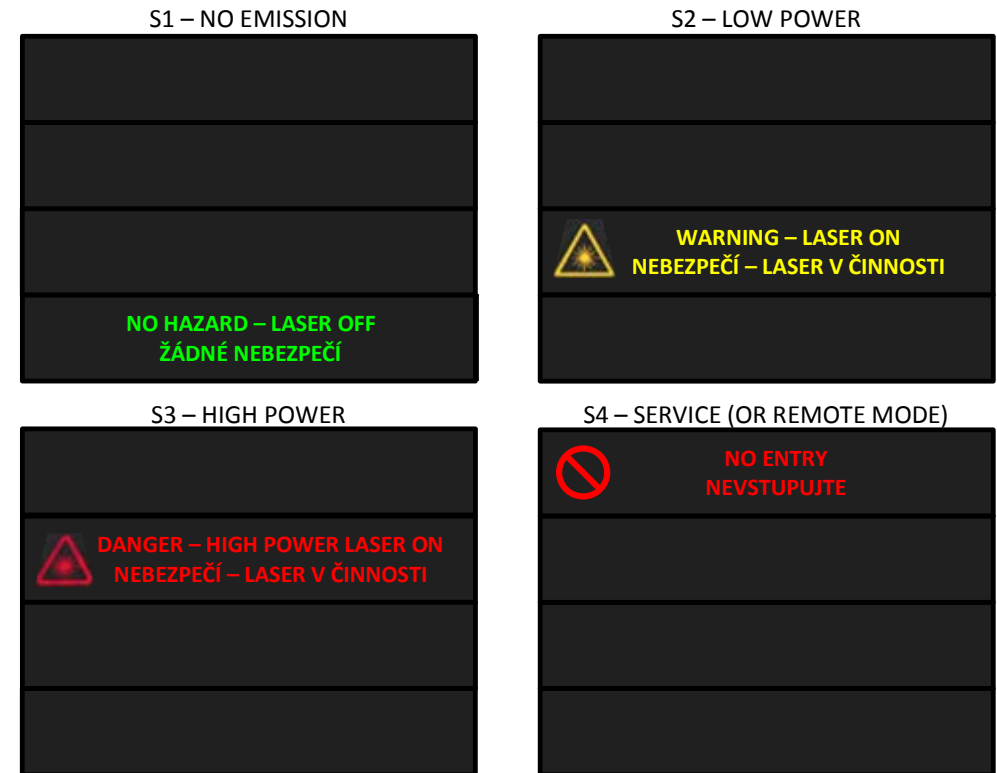 S1 – NO EMISSION
NO HAZARD – LASER OFF
ŽÁDNÉ NEBEZPEČÍ
S2 – LOW POWER
WARNING – LASER ON
NEBEZPEČÍ – LASER V ČINNOSTI
S3 – HIGH POWER
DANGER – HIGH POWER LASER ON
NEBEZPEČÍ – LASER V ČINNOSTI
S4 – SERVICE (OR REMOTE MODE)
NO ENTRY
NEVSTUPUJTE